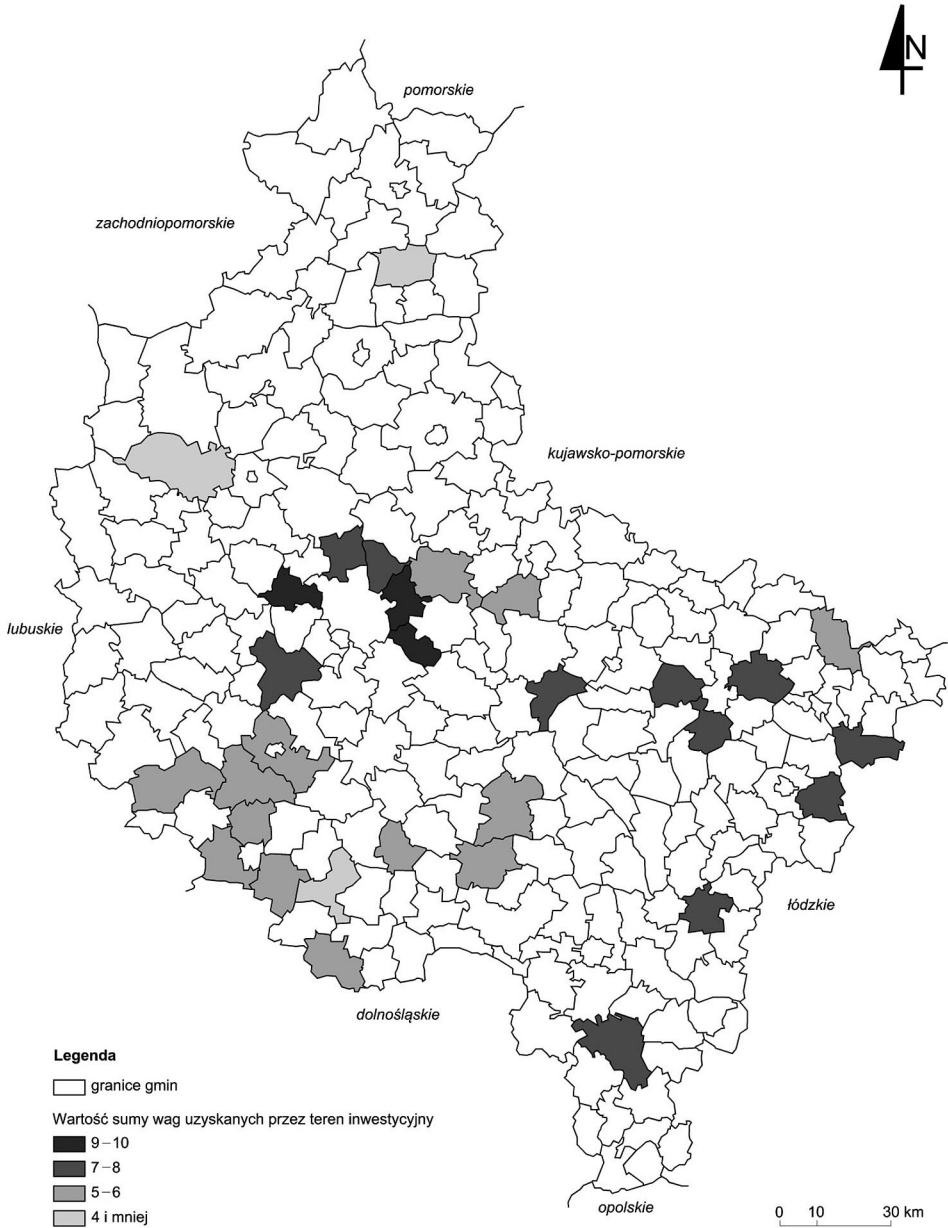 N
pomorskie
zachodniopomorskie
kujawsko-pomorskie
lubuskie
łódzkie
dolnośląskie
Legenda
granice gmin
Wartość sumy wag uzyskanych przez teren inwestycyjny
9–10
7–8
5–6
4 i mniej
opolskie
0 10 30 km